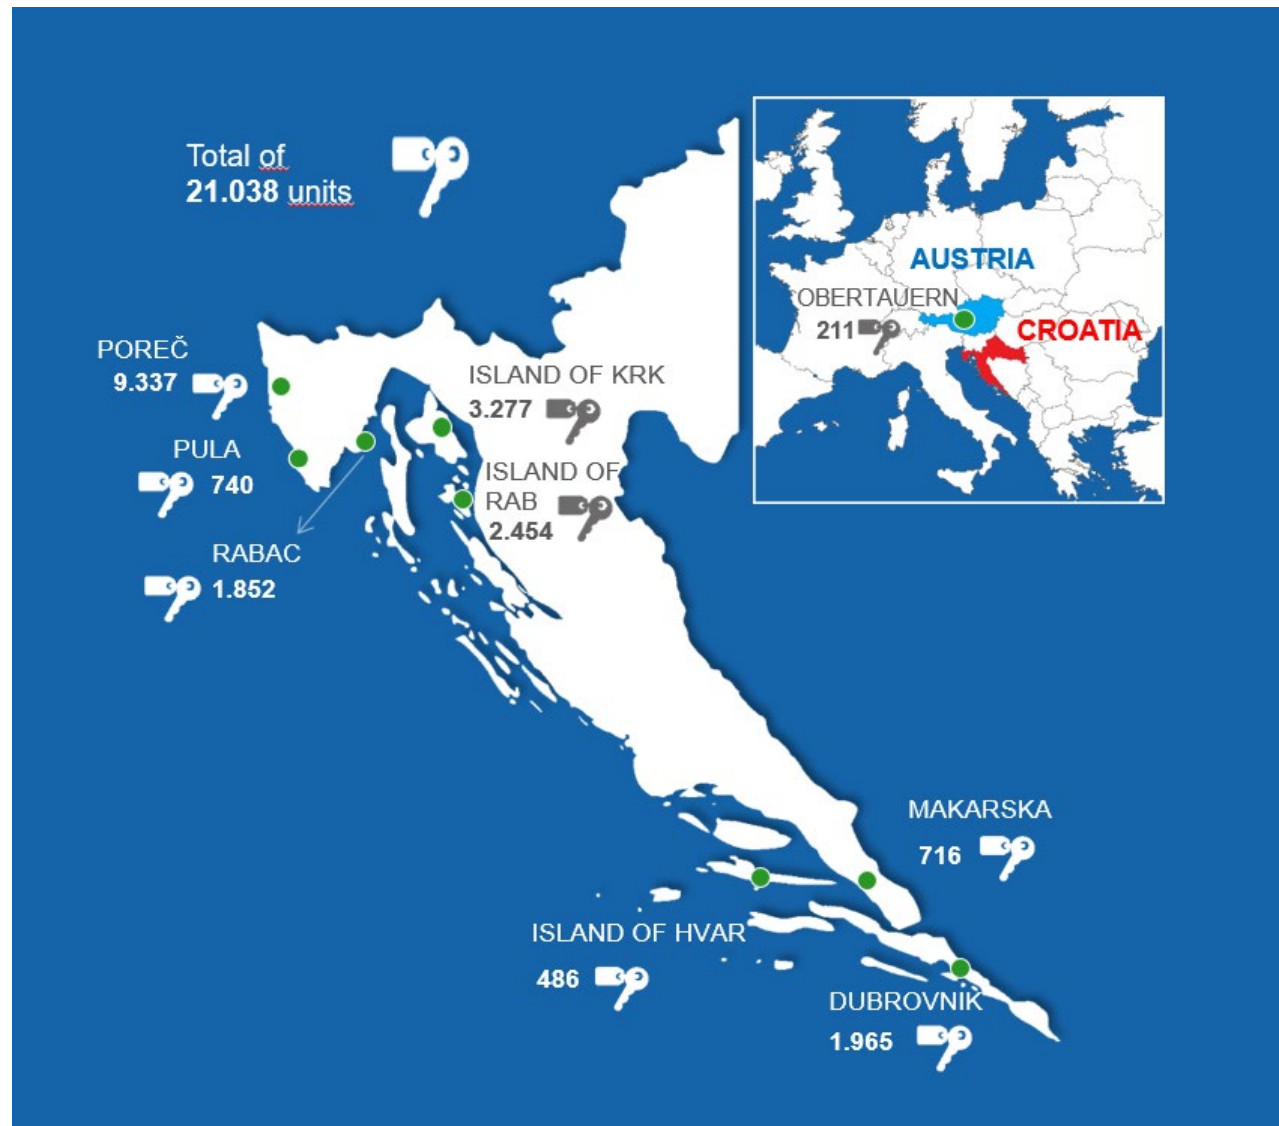 Total of
21.038 units
AUSTRIA
OBERTAUERN
211
CROATIA
POREČ
9.337
PULA
740
RABAC
1.852
ISLAND OF KRK
3.277
ISLAND OF
RAB
2.454
MAKARSKA
716
ISLAND OF HVAR
486
DUBROVNIK
1.965